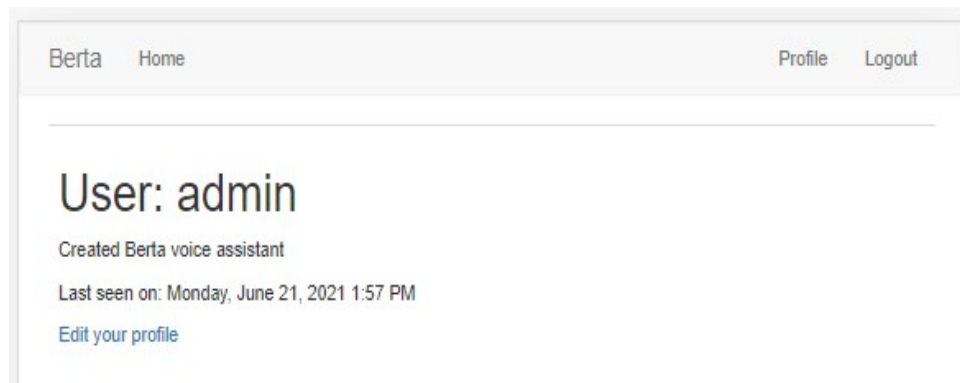 Berta Home Profile Logout
User: admin
Created Berta voice assistant
Last seen on: Monday, June 21, 2021 1:57 PM
Edit your profile